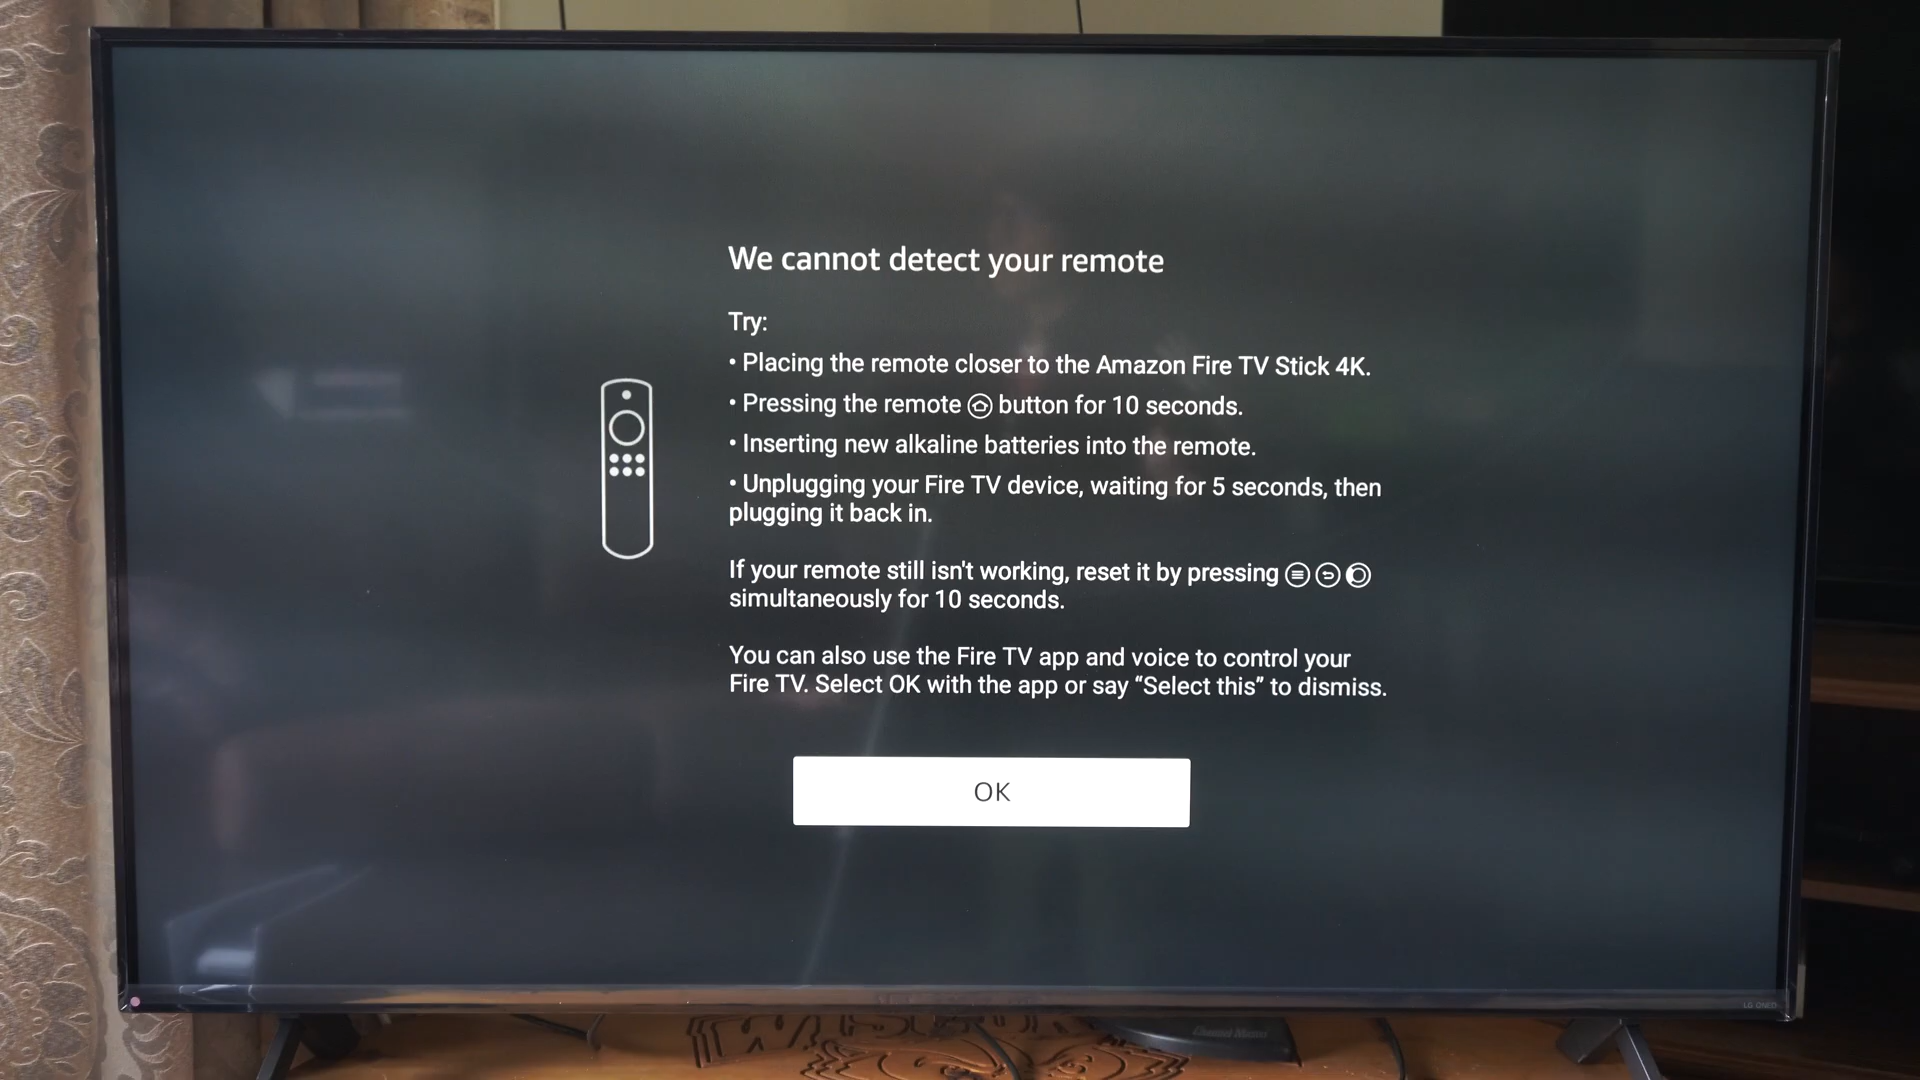 We cannot detect your remote
Try:
• Placing the remote closer to the Amazon Fire TV Stick 4K.
• Pressing the remote button for 10 seconds.
• Inserting new alkaline batteries into the remote.
• Unplugging your Fire TV device, waiting for 5 seconds, then
plugging it back in.
If your remote still isn't working, reset it by pressing
simultaneously for 10 seconds.
You can also use the Fire TV app and voice to control your
Fire TV. Select OK with the app or say “Select this” to dismiss.
OK
LG QNED
Channel Master